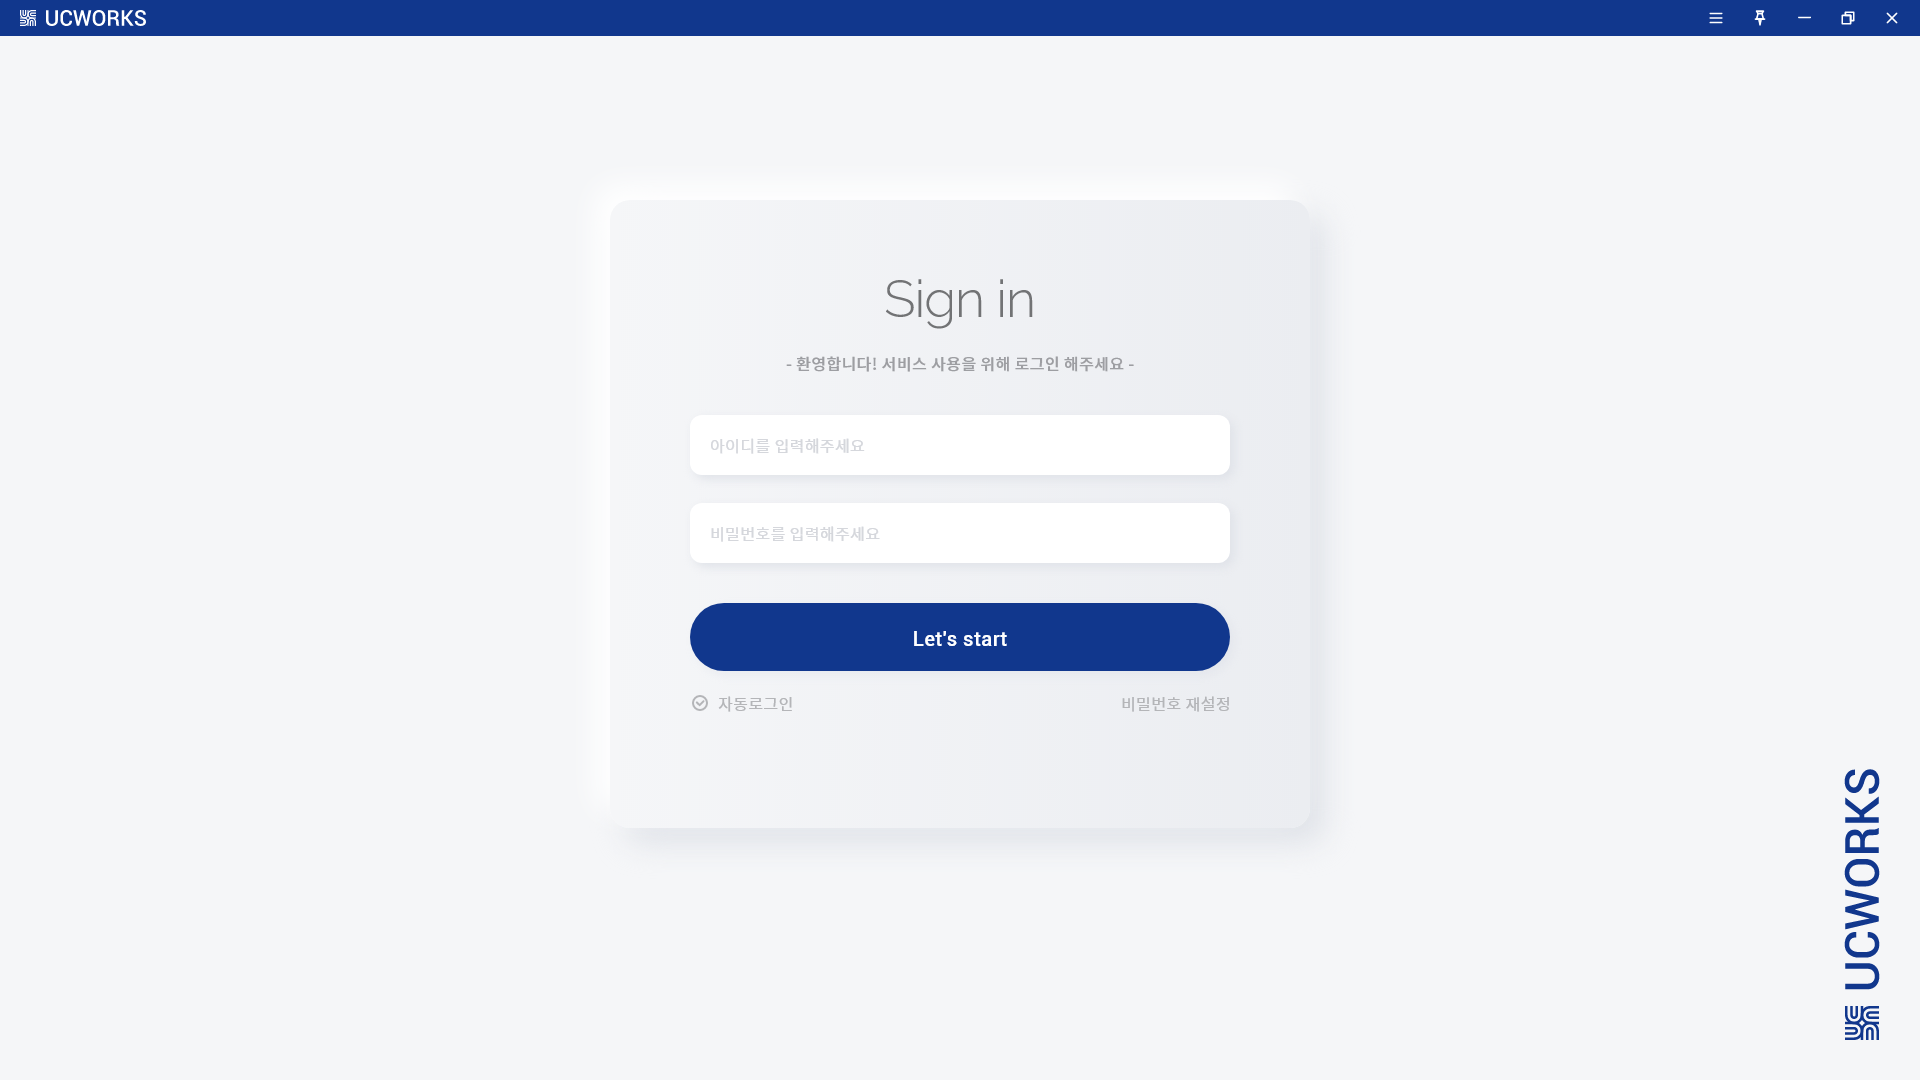 UCWORKS
Sign in
- 환영합니다! 서비스 사용을 위해 로그인 해주세요 -
아이디를 입력해주세요
비밀번호를 입력해주세요
Let's start
자동로그인
비밀번호 재설정
UCWORKS